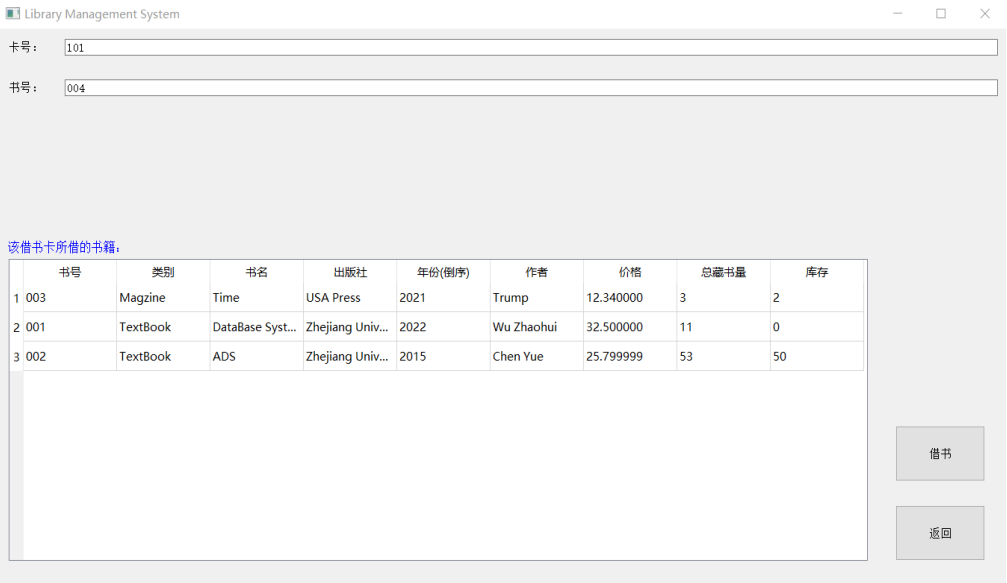 Library Management System
卡号： 101
书号： 004
该借书卡所借的书籍：
书号 类别 书名 出版社 年份(倒序) 作者 价格 总藏书量 库存
1 003 Magzine Time USA Press 2021 Trump 12.340000 3 2
2 001 TextBook DataBase Syst... Zhejiang Univ... 2022 Wu Zhaohui 32.500000 11 0
3 002 TextBook ADS Zhejiang Univ... 2015 Chen Yue 25.799999 53 50
借书
返回